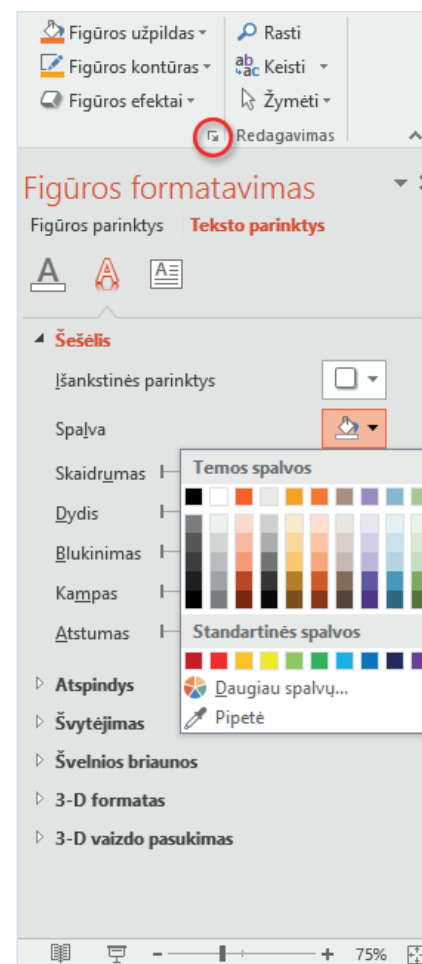 Figūros užpildas
Rasti
Figūros kontūras
Keisti
Figūros efektai
Žymėti
Redagavimas
Figūros formatavimas
Figūros parinktys Teksto parinktys
Šešėlis
Įšankstinės parinktys
Spalva
Skaidrumas
Temos spalvos
Dydis
Blukinimas
Kampas
Atstumas
Standartinės spalvos
Daugiau spalvų...
Pipetė
Atspindys
Švytėjimas
Švelnios briaunos
3-D formatas
3-D vaizdo pasukimas
75%